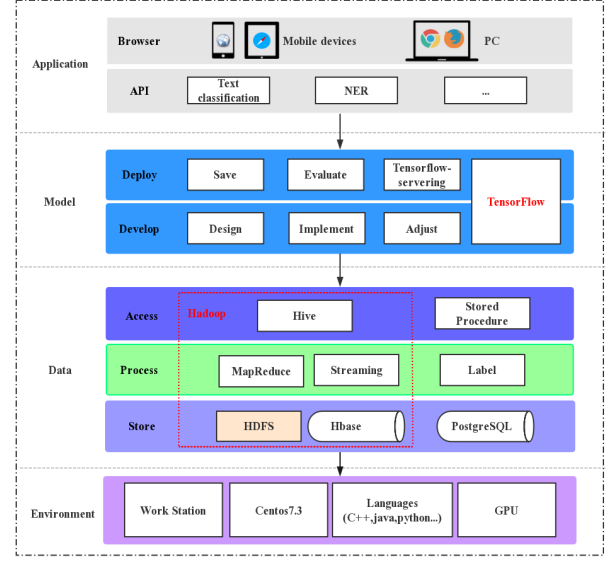 Application
Browser
Mobile devices
PC
API
Text
classification
NER
...
Model
Deploy
Save
Evaluate
Tensorflow-
servering
TensorFlow
Develop
Design
Implement
Adjust
Data
Access
Hadoop
Hive
Stored
Procedure
Process
MapReduce
Streaming
Label
Store
HDFS
Hbase
PostgreSQL
Environment
Work Station
Centos7.3
Languages
(C++,java,python...)
GPU